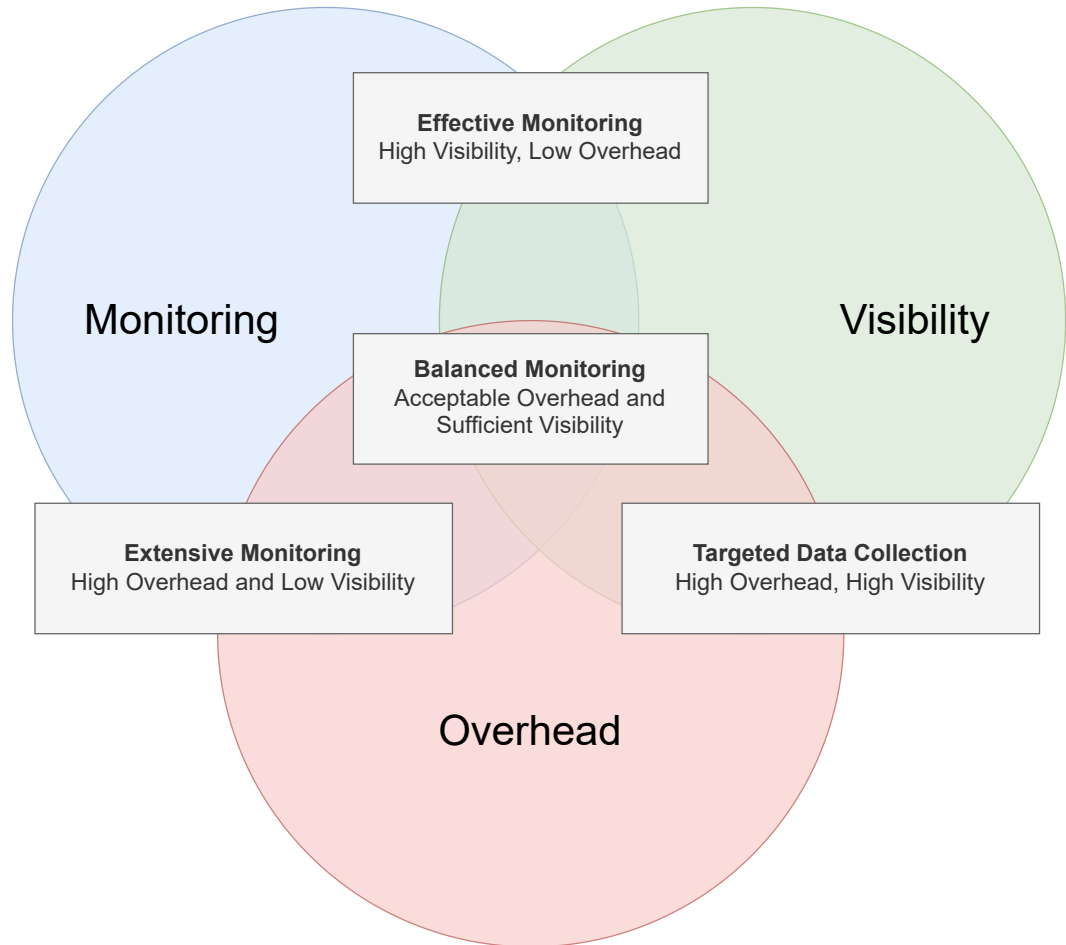 Effective Monitoring
High Visibility, Low Overhead
Monitoring
Visibility
Balanced Monitoring
Acceptable Overhead and
Sufficient Visibility
Extensive Monitoring
High Overhead and Low Visibility
Targeted Data Collection
High Overhead, High Visibility
Overhead